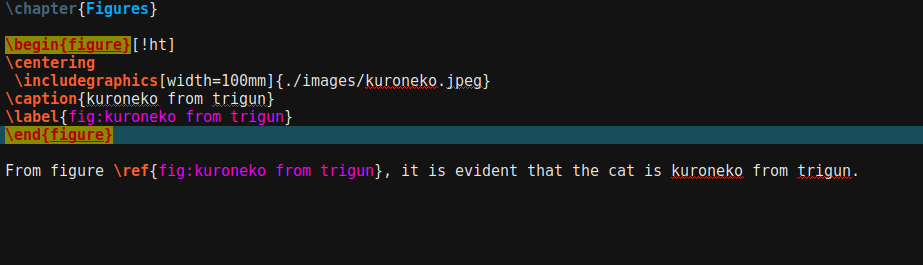 \chapter{Figures}
\begin{figure}[!ht]
\centering
\includegraphics[width=100mm]{./images/kuroneko.jpeg}
\caption{kuroneko from trigun}
\label{fig:kuroneko from trigun}
\end{figure}
From figure \ref{fig:kuroneko from trigun}, it is evident that the cat is kuroneko from trigun.